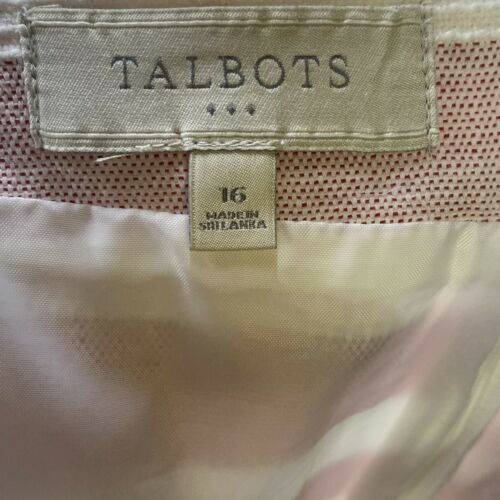 TALBOTS
16
MADE IN
SRI LANKA